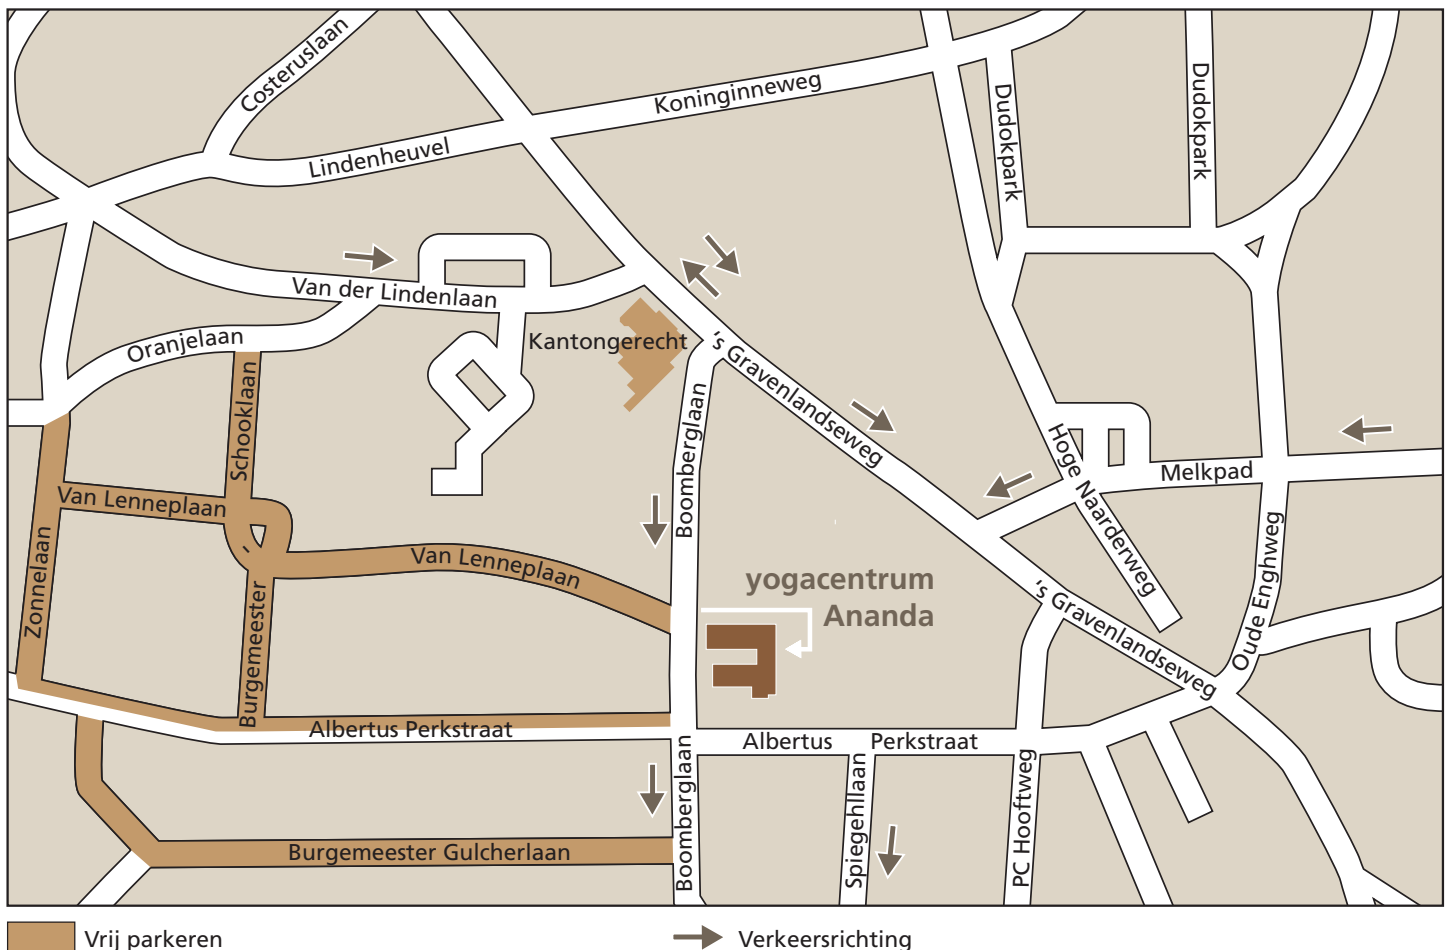 Costeruslaan
Koninginneweg
Lindenheuvel
Dudokpark
Dudokpark
Van der Lindenlaan
Oranjelaan
Kantongerecht
's Gravenlandseweg
Schooklaan
Boomberglaan
Hoge Naarderweg
Melkpad
Van Lenneplaan
Van Lenneplaan
Zonnelaan
Burgemeester
yogacentrum
Ananda
's Gravenlandseweg
Oude Enghweg
Albertus Perkstraat
Albertus Perkstraat
Boomberglaan
Spiegehllaan
PC Hooftweg
Burgemeester Gulcherlaan
Vrij parkeren
Verkeersrichting